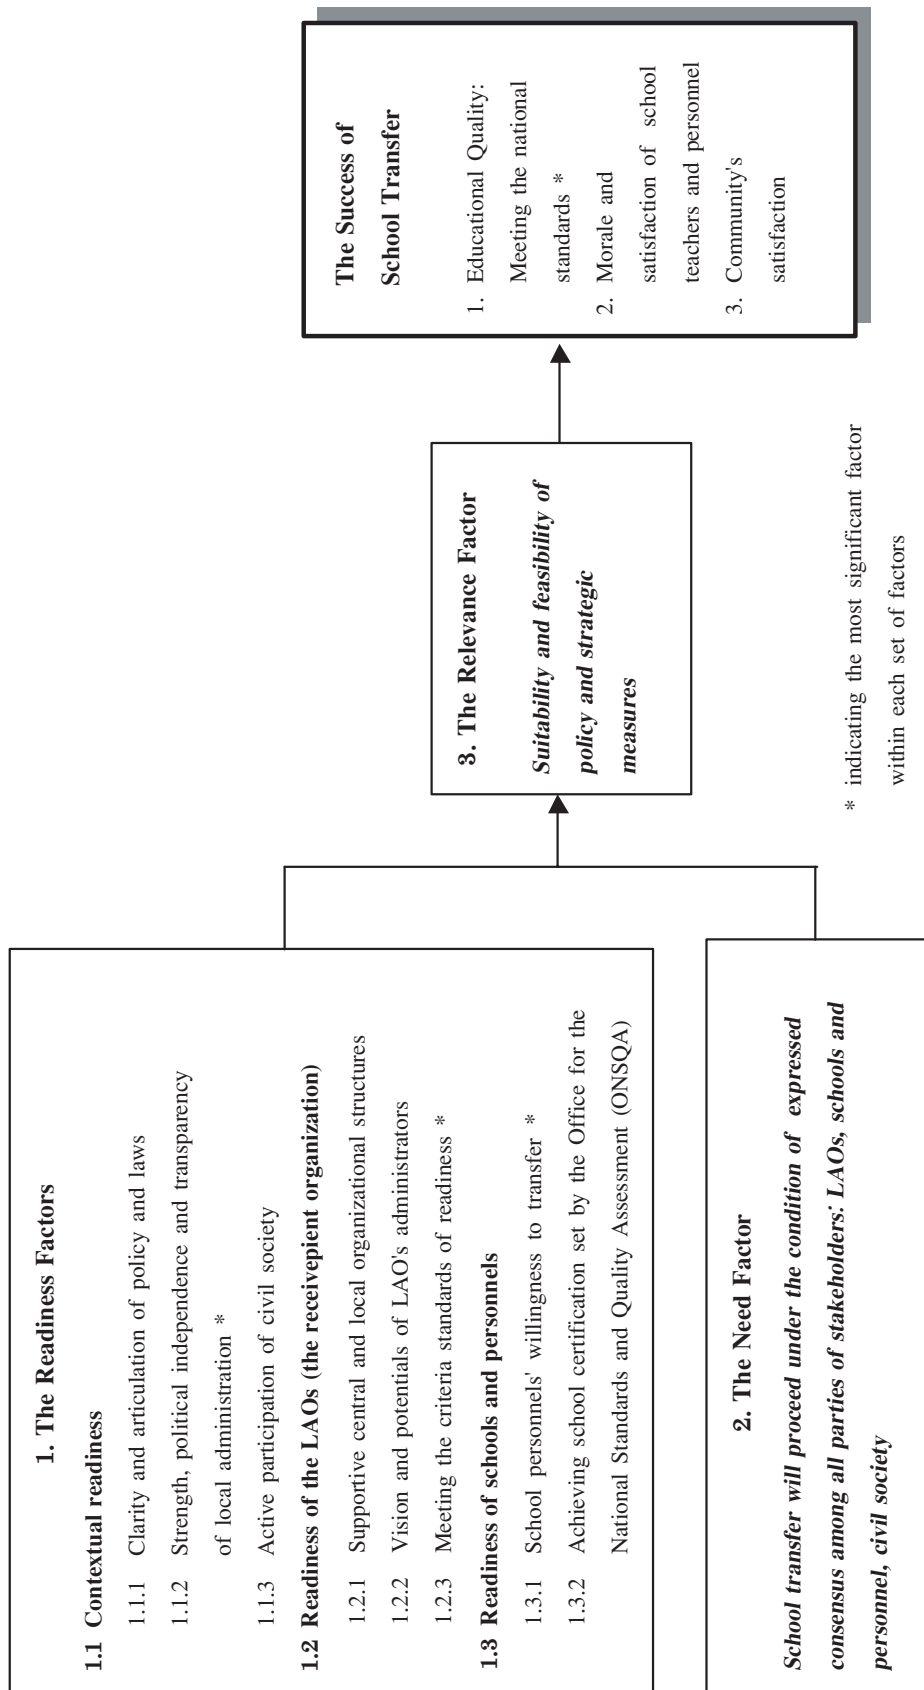 1. The Readiness Factors
1.1 Contextual readiness
1.1.1 Clarity and articulation of policy and laws
1.1.2 Strength, political independence and transparency
of local administration *
1.1.3 Active participation of civil society
1.2 Readiness of the LAOs (the receivepient organization)
1.2.1 Supportive central and local organizational structures
1.2.2 Vision and potentials of LAO's administrators
1.2.3 Meeting the criteria standards of readiness *
1.3 Readiness of schools and personnels
1.3.1 School personnels' willingness to transfer *
1.3.2 Achieving school certification set by the Office for the
National Standards and Quality Assessment (ONSQA)
2. The Need Factor
School transfer will proceed under the condition of expressed
consensus among all parties of stakeholders: LAOs, schools and
personnel, civil society
3. The Relevance Factor
Suitability and feasibility of
policy and strategic
measures
The Success of
School Transfer
1. Educational Quality:
Meeting the national
standards *
2. Morale and
satisfaction of school
teachers and personnel
3. Community's
satisfaction
* indicating the most significant factor
within each set of factors